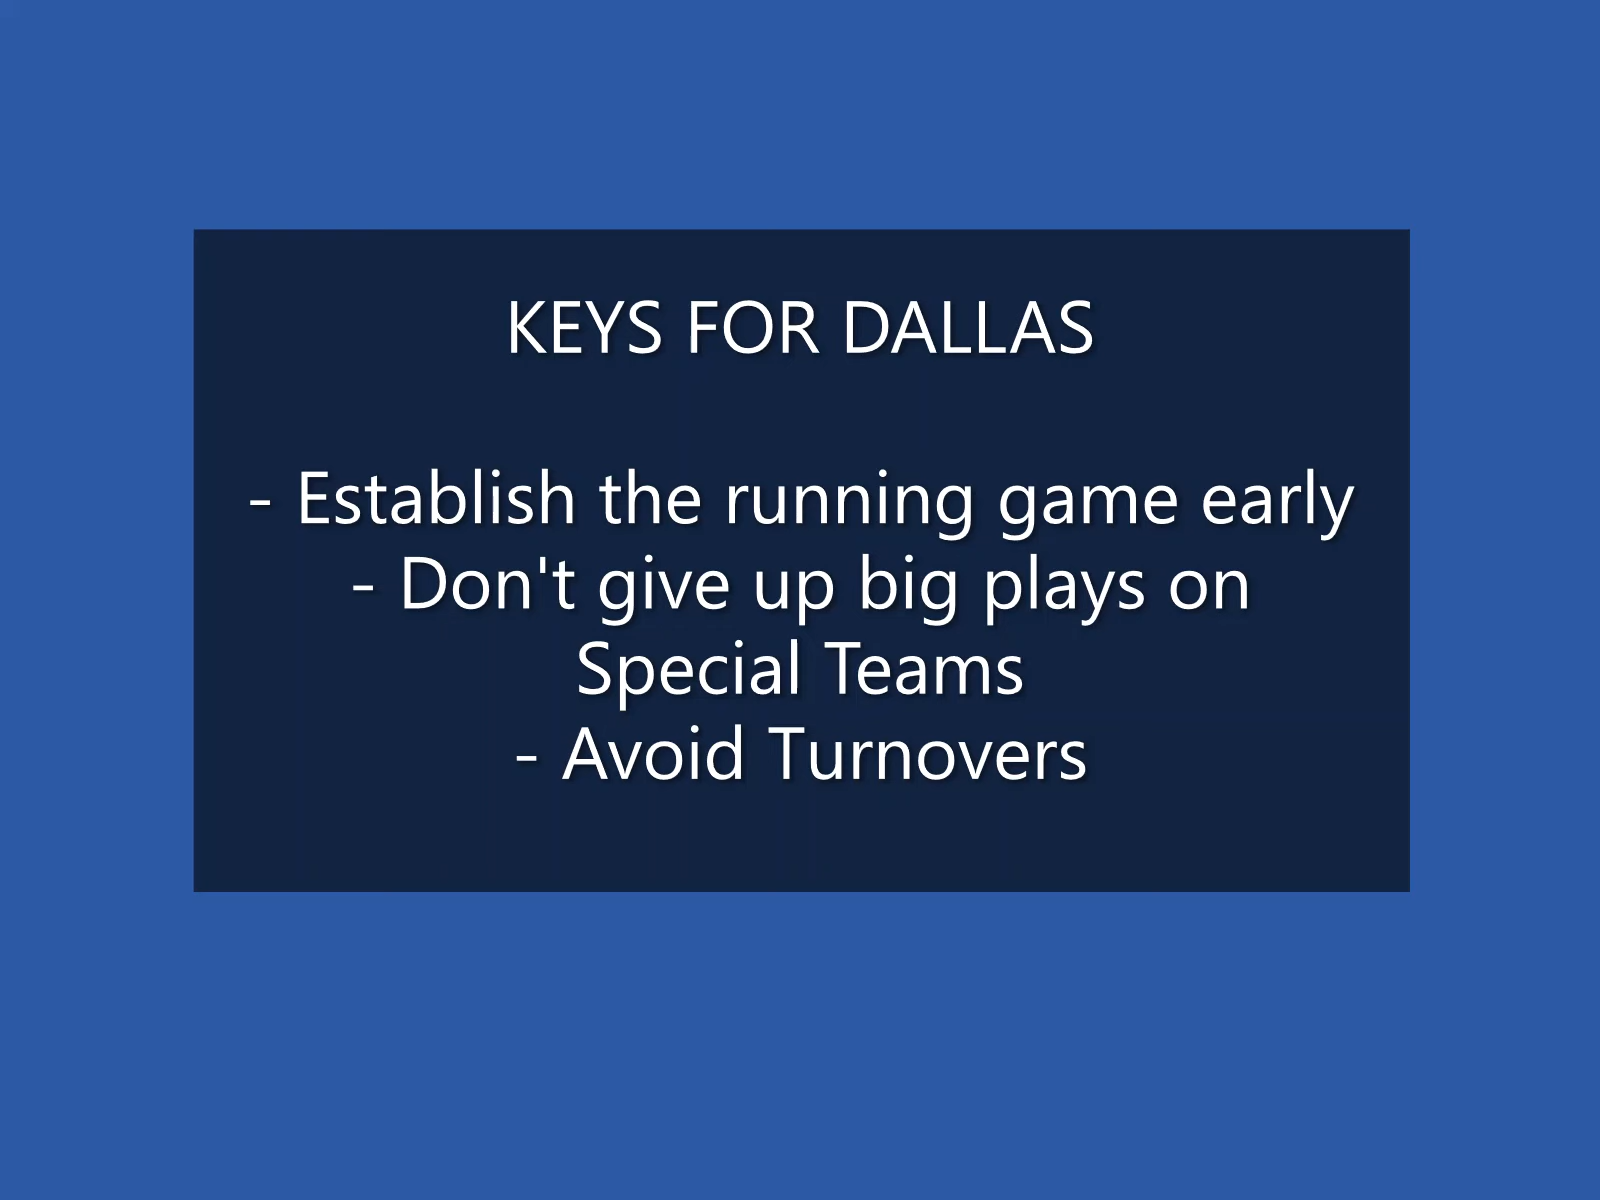 KEYS FOR DALLAS
- Establish the running game early
- Don't give up big plays on
Special Teams
- Avoid Turnovers